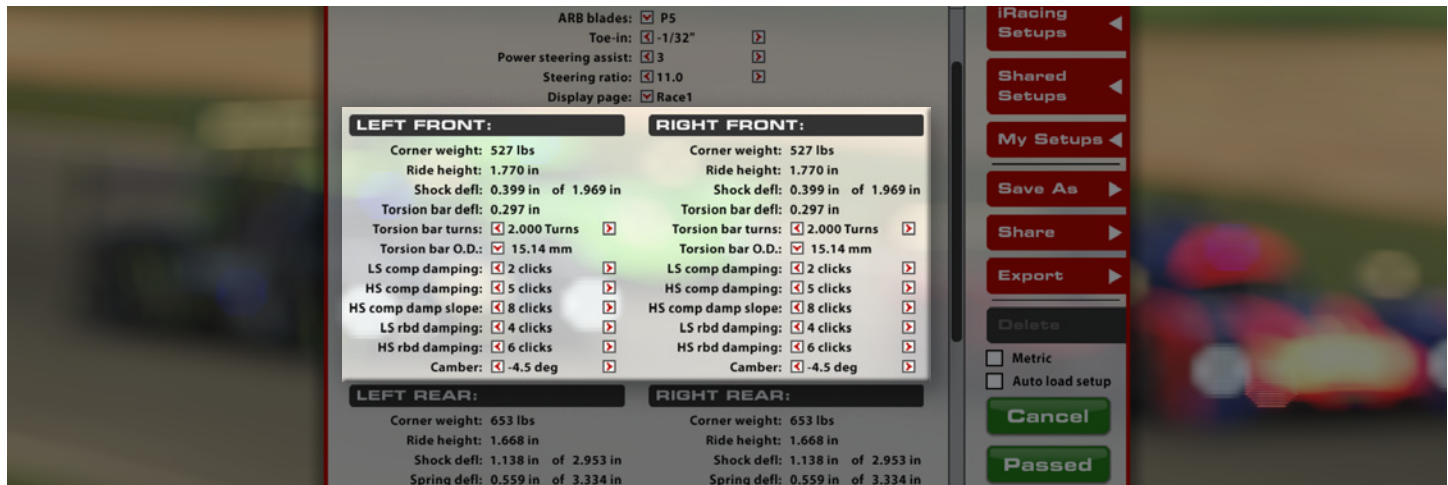 ARB blades: P5
Toe-in: -1/32"
Power steering assist: 3
Steering ratio: 11.0
Display page: Race1
LEFT FRONT:
Corner weight: 527 lbs
Ride height: 1.770 in
Shock defl: 0.399 in of 1.969 in
Torsion bar defl: 0.297 in
Torsion bar turns: 2.000 Turns
Torsion bar O.D.: 15.14 mm
LS comp damping: 2 clicks
HS comp damping: 5 clicks
HS comp damp slope: 8 clicks
LS rbd damping: 4 clicks
HS rbd damping: 6 clicks
Camber: -4.5 deg
RIGHT FRONT:
Corner weight: 527 lbs
Ride height: 1.770 in
Shock defl: 0.399 in of 1.969 in
Torsion bar defl: 0.297 in
Torsion bar turns: 2.000 Turns
Torsion bar O.D.: 15.14 mm
LS comp damping: 2 clicks
HS comp damping: 5 clicks
HS comp damp slope: 8 clicks
LS rbd damping: 4 clicks
HS rbd damping: 6 clicks
Camber: -4.5 deg
LEFT REAR:
Corner weight: 653 lbs
Ride height: 1.668 in
Shock defl: 1.138 in of 2.953 in
Spring defl: 0.559 in of 3.334 in
RIGHT REAR:
Corner weight: 653 lbs
Ride height: 1.668 in
Shock defl: 1.138 in of 2.953 in
Spring defl: 0.559 in of 3.334 in
iRacing
Setups
Shared
Setups
My Setups
Save As
Share
Export
Delete
Metric
Auto load setup
Cancel
Passed